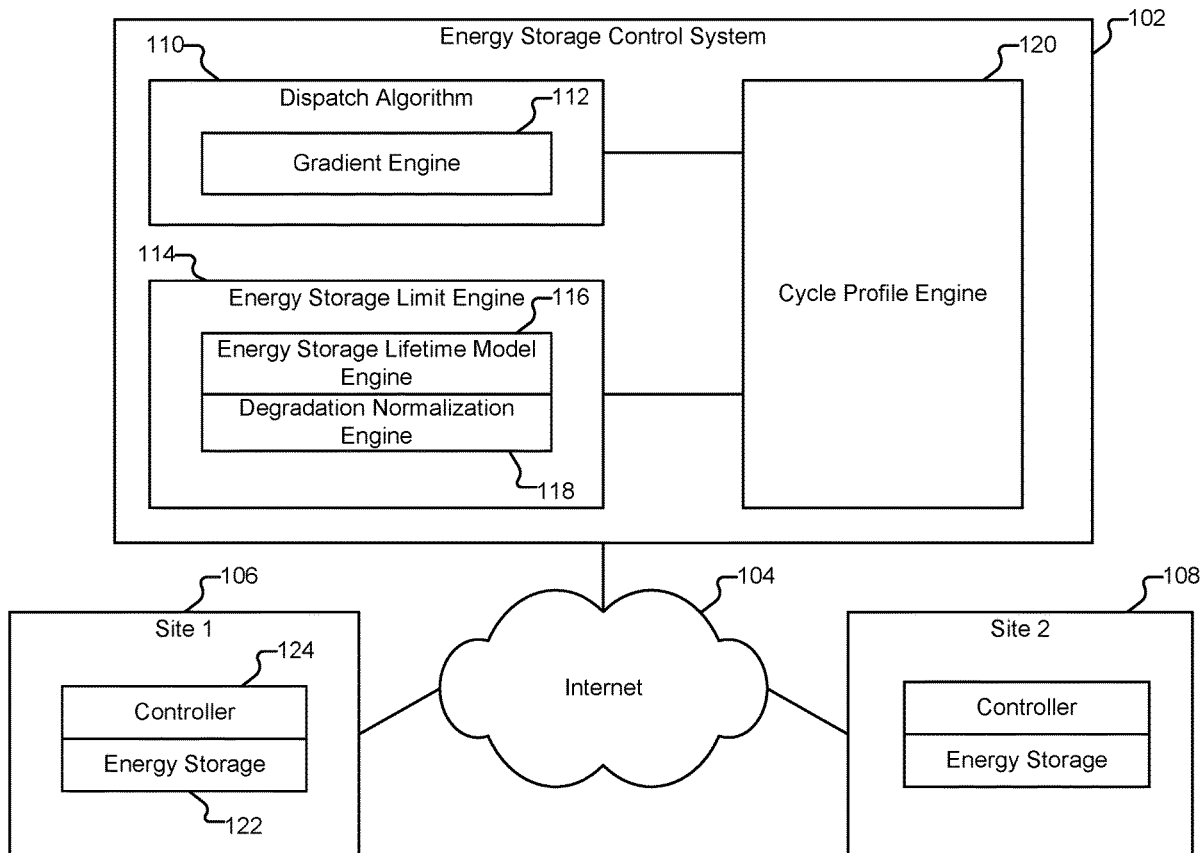 Energy Storage Control System
102
110
Dispatch Algorithm
112
Gradient Engine
120
Cycle Profile Engine
114
Energy Storage Limit Engine
116
Energy Storage Lifetime Model
Engine
Degradation Normalization
Engine
118
106
Site 1
124
Controller
Energy Storage
122
104
Internet
108
Site 2
Controller
Energy Storage